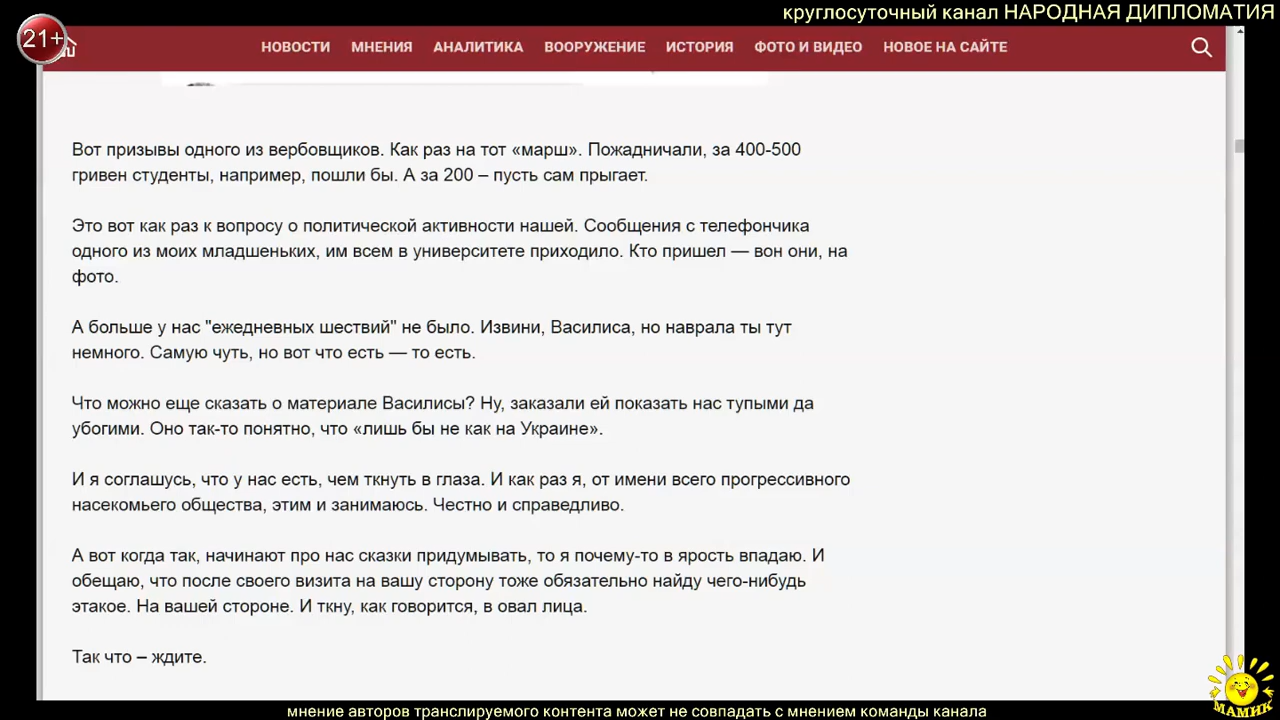 круглосуточный канал НАРОДНАЯ ДИПЛОМАТИЯ
21+
НОВОСТИ МНЕНИЯ АНАЛИТИКА ВООРУЖЕНИЕ ИСТОРИЯ ФОТО И ВИДЕО НОВОЕ НА САЙТЕ
Вот призывы одного из вербовщиков. Как раз на тот «марш». Пожадничали, за 400-500
гривен студенты, например, пошли бы. А за 200 – пусть сам прыгает.
Это вот как раз к вопросу о политической активности нашей. Сообщения с телефончика
одного из моих младшеньких, им всем в университете приходило. Кто пришел — вон они, на
фото.
А больше у нас "ежедневных шествий" не было. Извини, Василиса, но наврала ты тут
немного. Самую чуть, но вот что есть — то есть.
Что можно еще сказать о материале Василисы? Ну, заказали ей показать нас тупыми да
убогими. Оно так-то понятно, что «лишь бы не как на Украине».
И я соглашусь, что у нас есть, чем ткнуть в глаза. И как раз я, от имени всего прогрессивного
насекомьего общества, этим и занимаюсь. Честно и справедливо.
А вот когда так, начинают про нас сказки придумывать, то я почему-то в ярость впадаю. И
обещаю, что после своего визита на вашу сторону тоже обязательно найду чего-нибудь
этакое. На вашей стороне. И ткну, как говорится, в овал лица.
Так что – ждите.
МАМИК
мнение авторов транслируемого контента может не совпадать с мнением команды канала